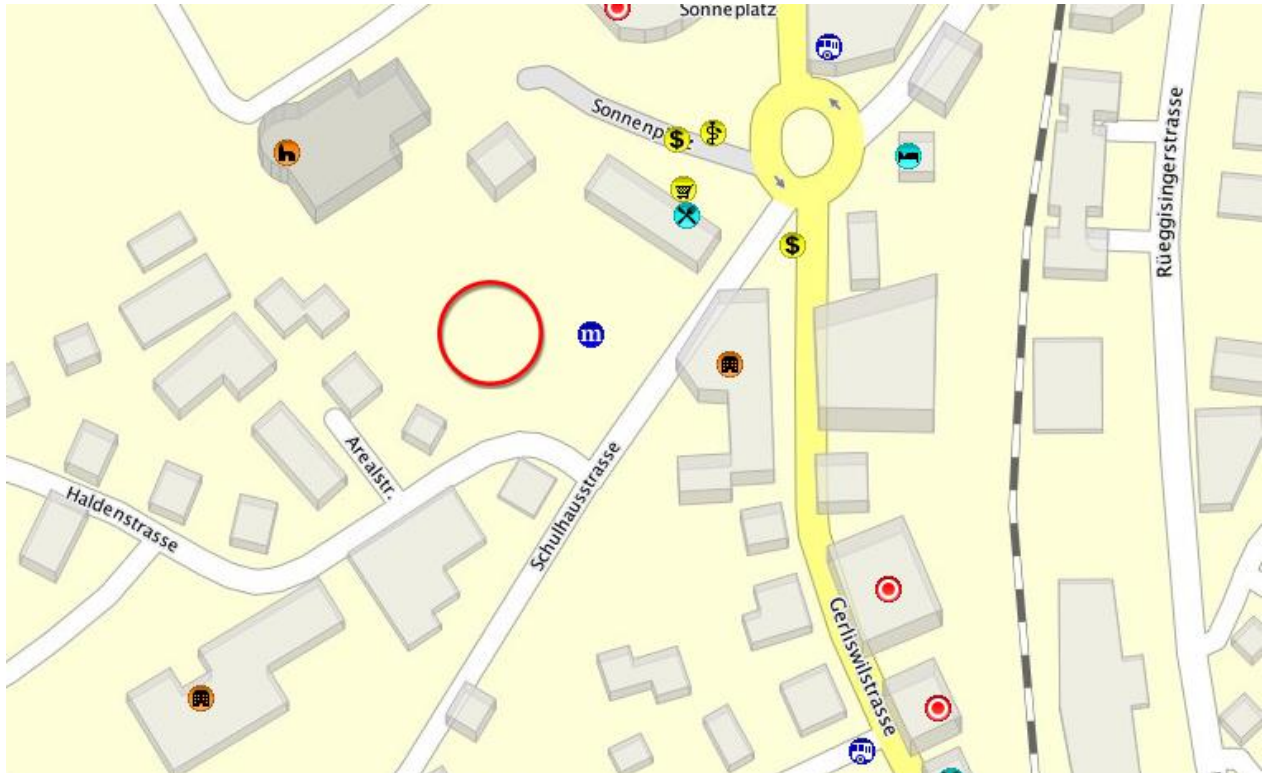 Sonneplatz
Sonnenp
$
$
$
m
Rüeggisingerstrasse
Arealstr.
Haldenstrasse
Schulhausstrasse
Gerliswilstrasse